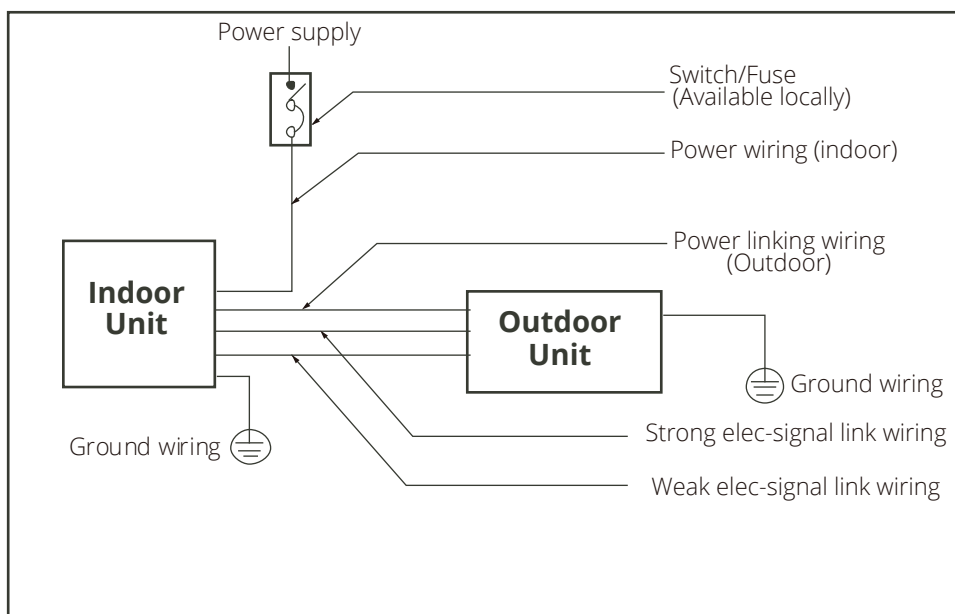 Power supply
Switch/Fuse
(Available locally)
Power wiring (indoor)
Power linking wiring
(Outdoor)
Indoor
Unit
Outdoor
Unit
Ground wiring
Ground wiring
Strong elec-signal link wiring
Weak elec-signal link wiring